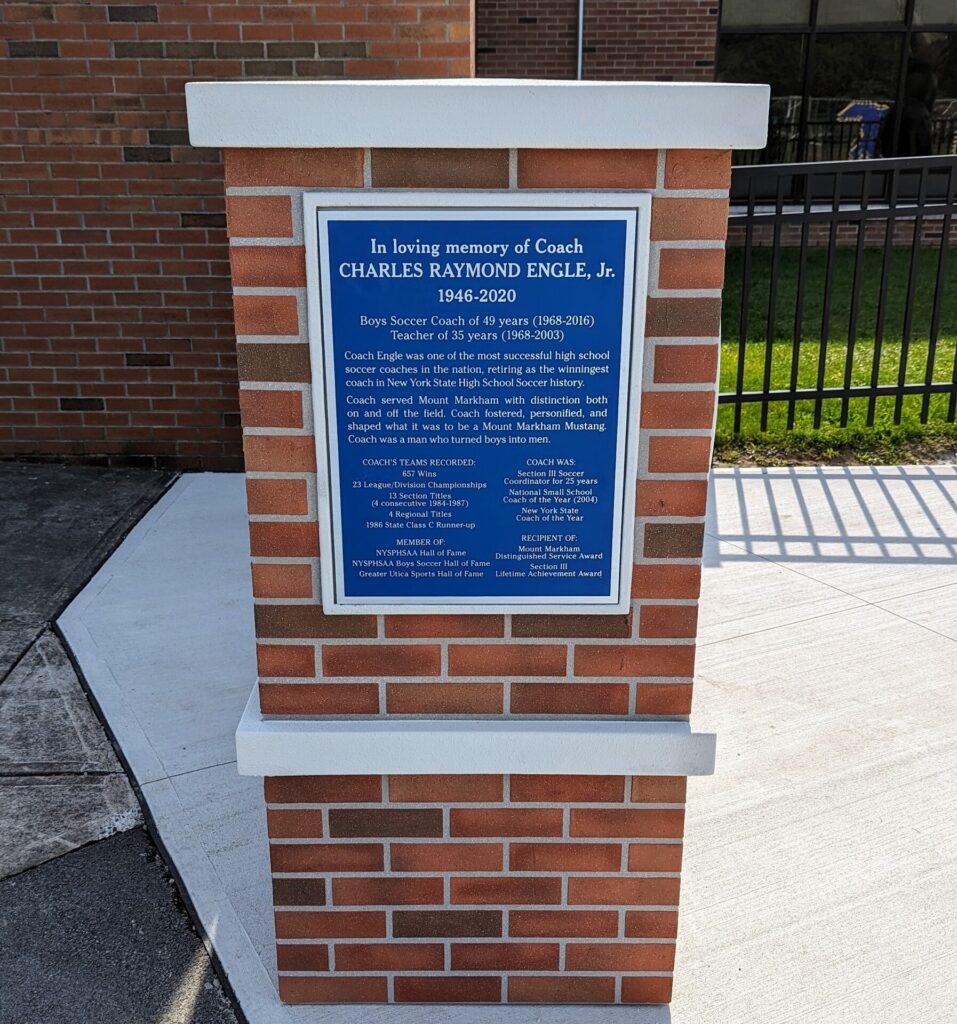 In loving memory of Coach
CHARLES RAYMOND ENGLE, Jr.
1946-2020
Boys Soccer Coach of 49 years (1968-2016)
Teacher of 35 years (1968-2003)
Coach Engle was one of the most successful high school
soccer coaches in the nation, retiring as the winningest
coach in New York State High School Soccer history.
Coach served Mount Markham with distinction both
on and off the field. Coach fostered, personified, and
shaped what it was to be a Mount Markham Mustang.
Coach was a man who turned boys into men.
COACH'S TEAMS RECORDED:
657 Wins
23 League/Division Championships
13 Section Titles
(4 consecutive 1984-1987)
4 Regional Titles
1986 State Class C Runner-up
COACH WAS:
Section III Soccer
Coordinator for 25 years
National Small School
Coach of the Year (2004)
New York State
Coach of the Year
MEMBER OF:
NYSPHSAA Hall of Fame
NYSPHSAA Boys Soccer Hall of Fame
Greater Utica Sports Hall of Fame
RECIPIENT OF:
Mount Markham
Distinguished Service Award
Section III
Lifetime Achievement Award